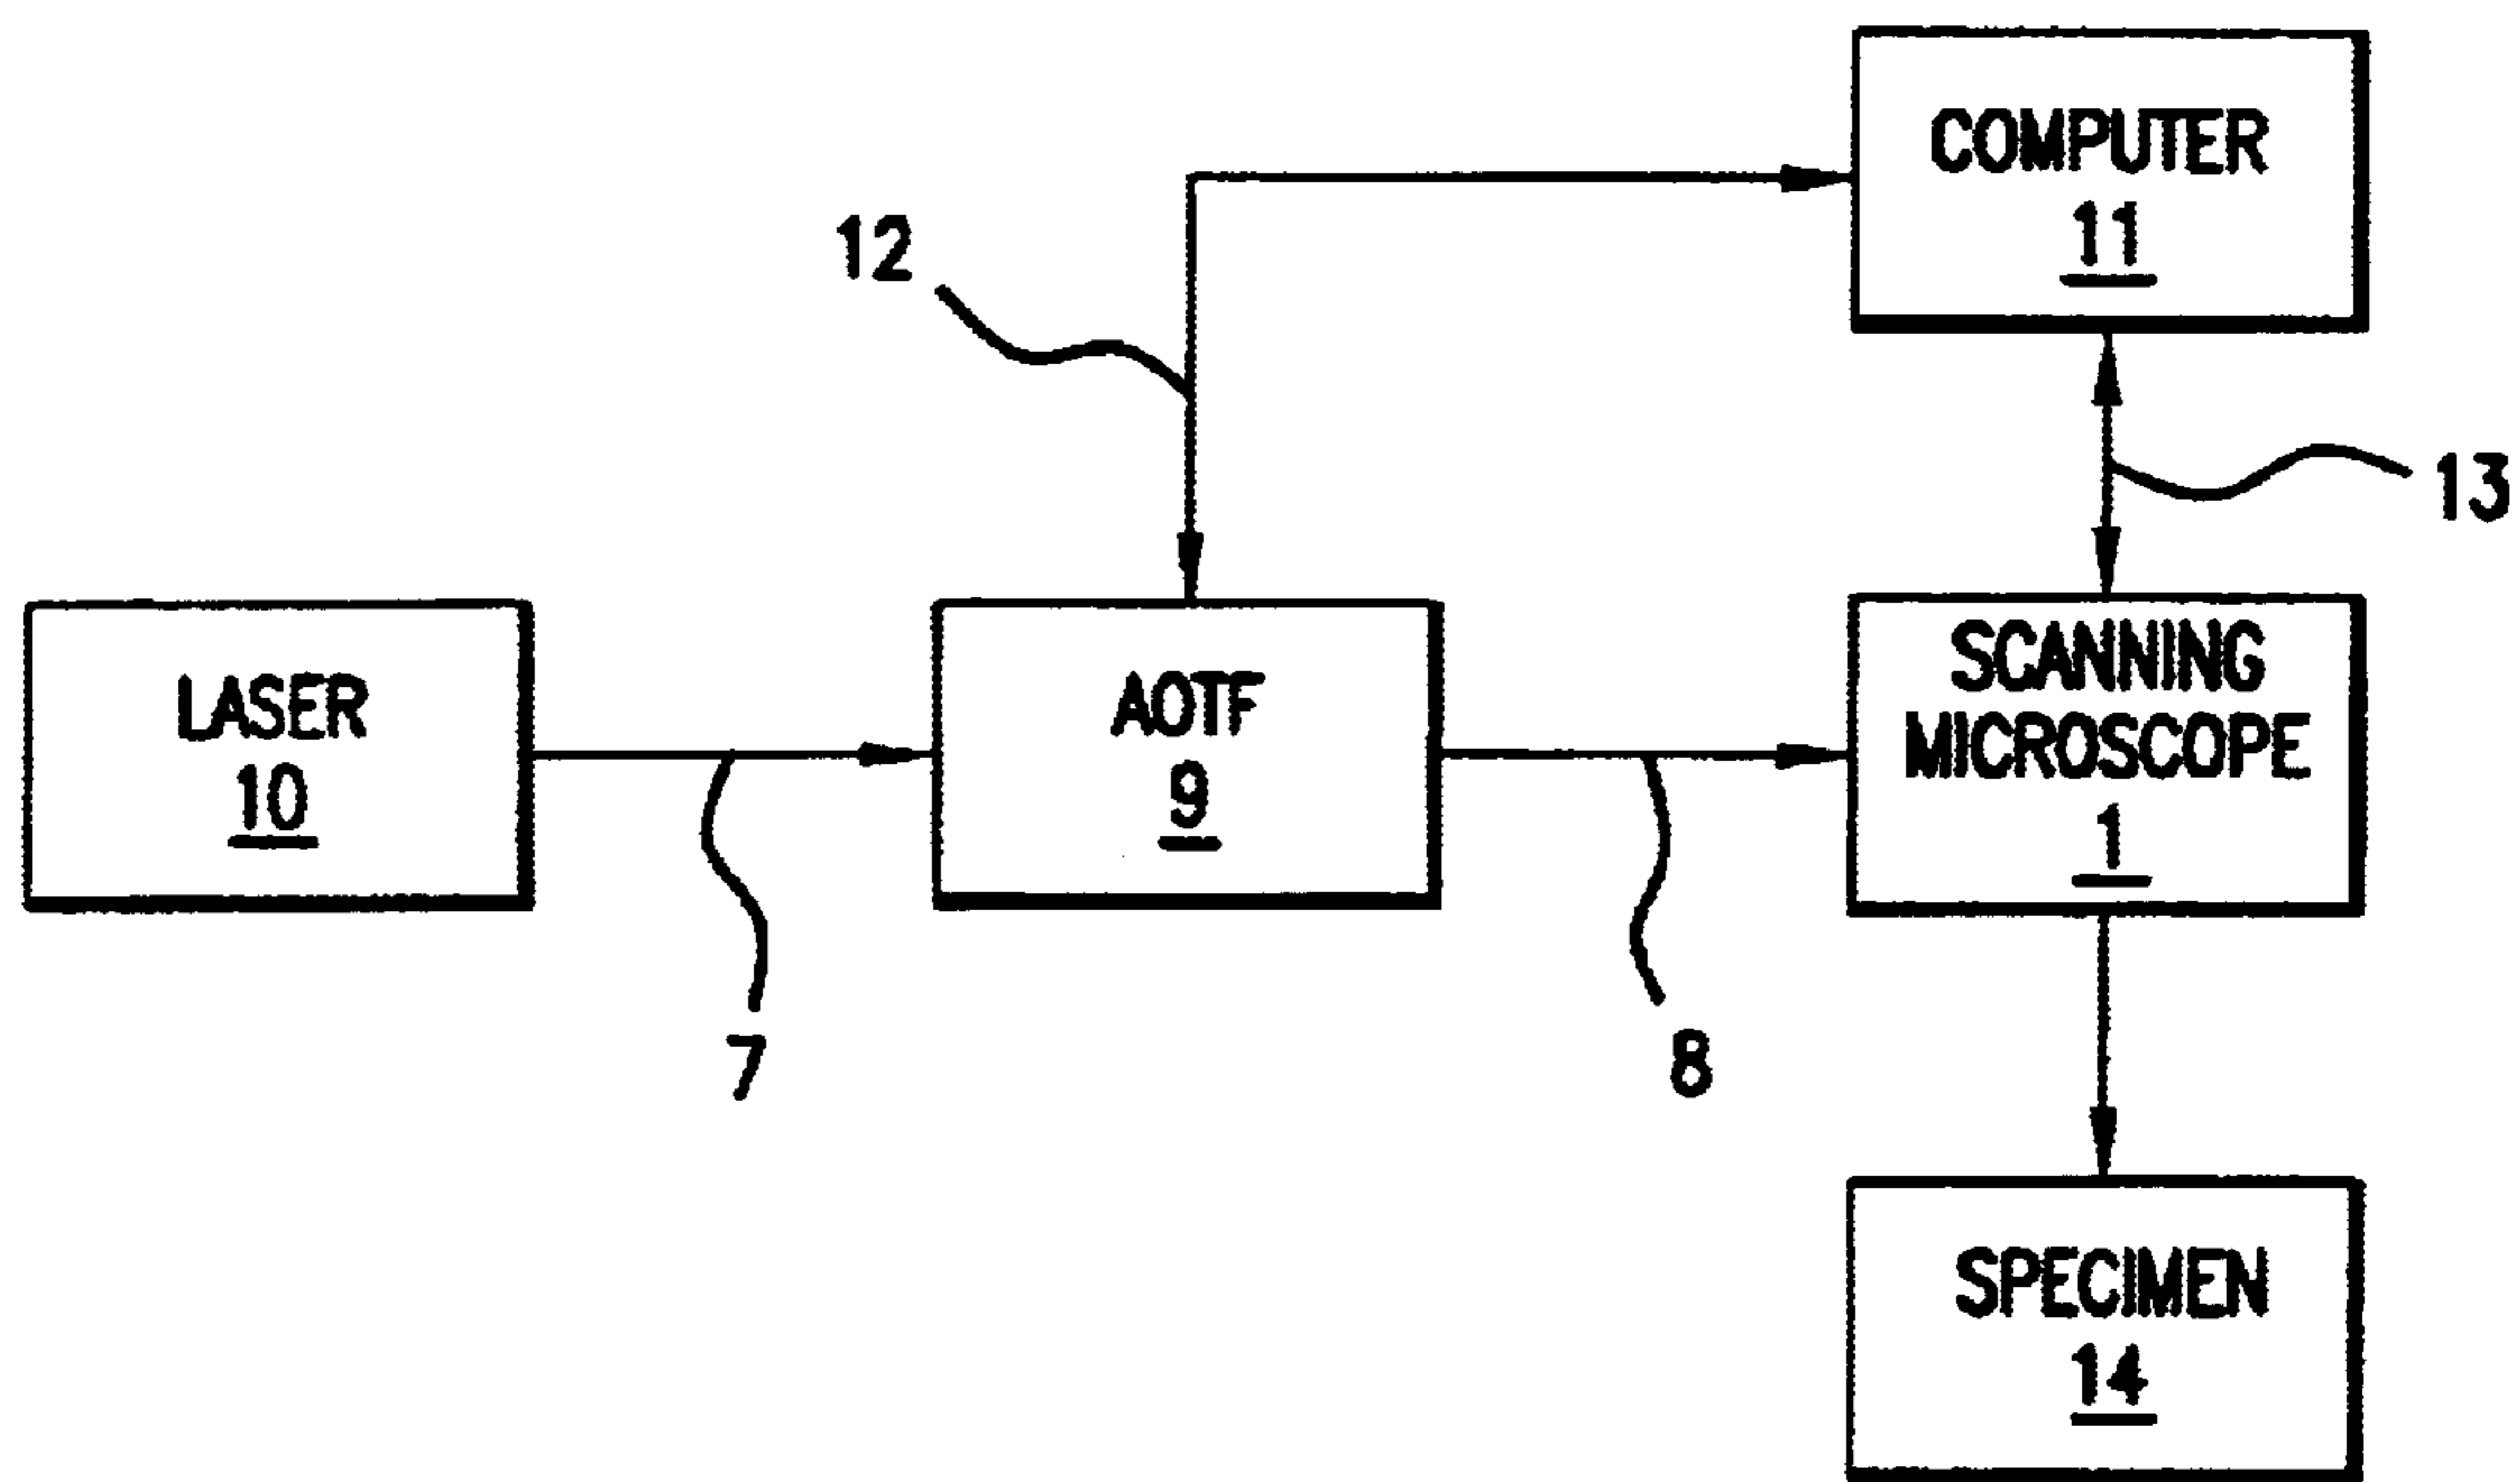 COMPUTER
11
12
13
LASER
10
AOTF
9
SCANNING
MICROSCOPE
1
7
8
SPECIMEN
14